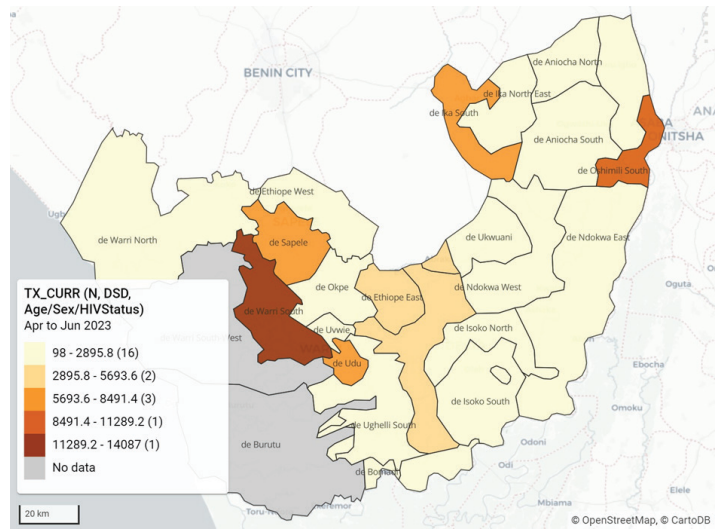 BENIN CITY
de Aniocha North
de Ika North East
de Ika South
de Aniocha South
ONITSHA
de Oshimili South
de Ethiope West
de Warri North
de Sapele
de Ukwuani
de Ndokwa East
Oguta
de Okpe
de Ethiope East
de Ndokwa West
de Warri South
de Uvwie
de Isoko North
de Udu
Ebocha
de Isoko South
Omoku
de Ughelli South
de Burutu
Odoni
Odi
de Bomadi
Elele
Mbiama
TX_CURR (N, DSD,
Age/Sex/HIVStatus)
Apr to Jun 2023
98 - 2895.8 (16)
2895.8 - 5693.6 (2)
5693.6 - 8491.4 (3)
8491.4 - 11289.2 (1)
11289.2 - 14087 (1)
No data
20 km
© OpenStreetMap, © CartoDB